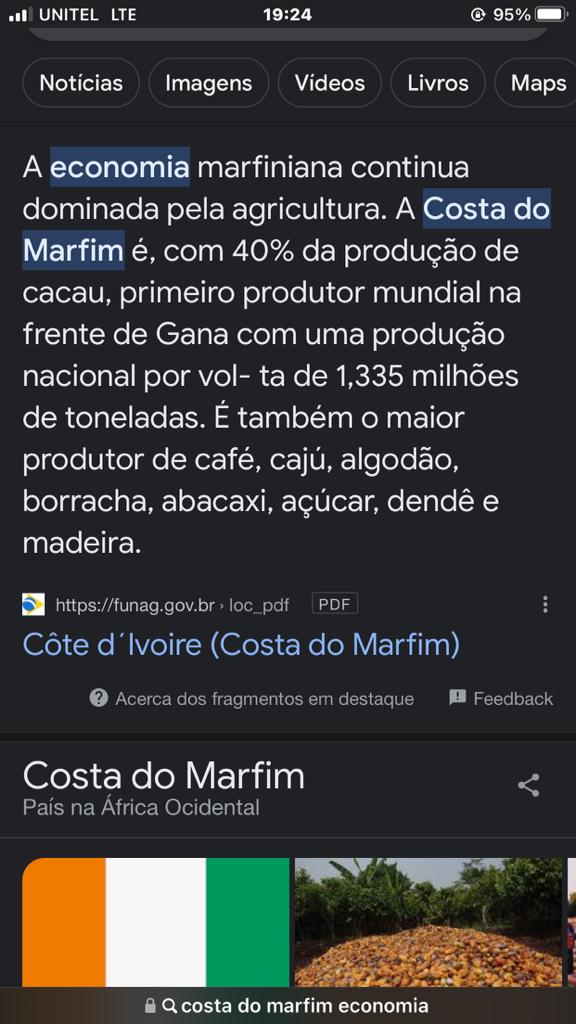 UNITEL LTE 19:24 95%
Notícias Imagens Vídeos Livros Maps
A economia marfiniana continua
dominada pela agricultura. A Costa do
Marfim é, com 40% da produção de
cacau, primeiro produtor mundial na
frente de Gana com uma produção
nacional por vol- ta de 1,335 milhões
de toneladas. É também o maior
produtor de café, cajú, algodão,
borracha, abacaxi, açúcar, dendê e
madeira.
https://funag.gov.br › loc_pdf PDF
Côte d´Ivoire (Costa do Marfim)
Acerca dos fragmentos em destaque Feedback
Costa do Marfim
País na África Ocidental
costa do marfim economia